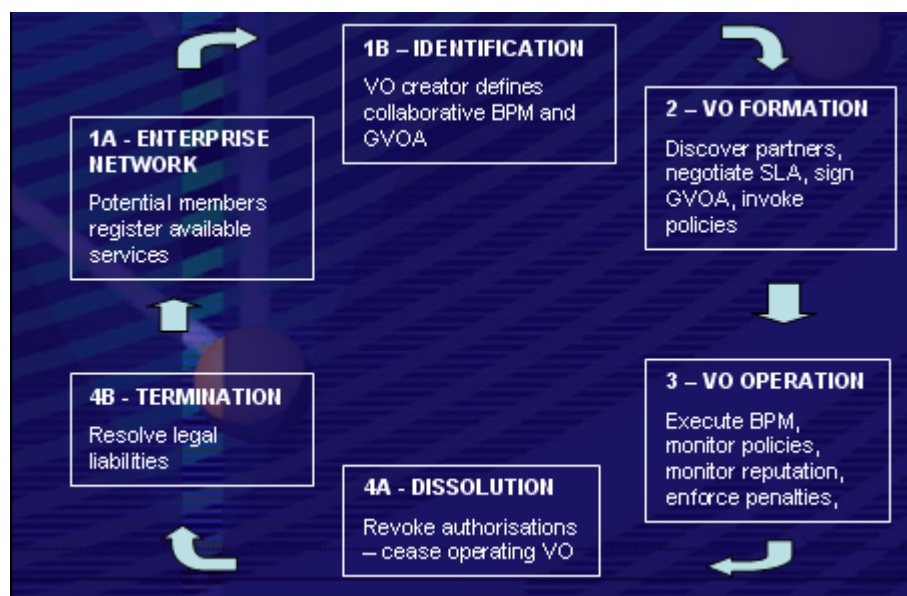 1A - ENTERPRISE
NETWORK
Potential members
register available
services
1B – IDENTIFICATION
VO creator defines
collaborative BPM and
GVOA
2 – VO FORMATION
Discover partners,
negotiate SLA, sign
GVOA, invoke
policies
3 – VO OPERATION
Execute BPM,
monitor policies,
monitor reputation,
enforce penalties,
4A - DISSOLUTION
Revoke authorisations
– cease operating VO
4B - TERMINATION
Resolve legal
liabilities